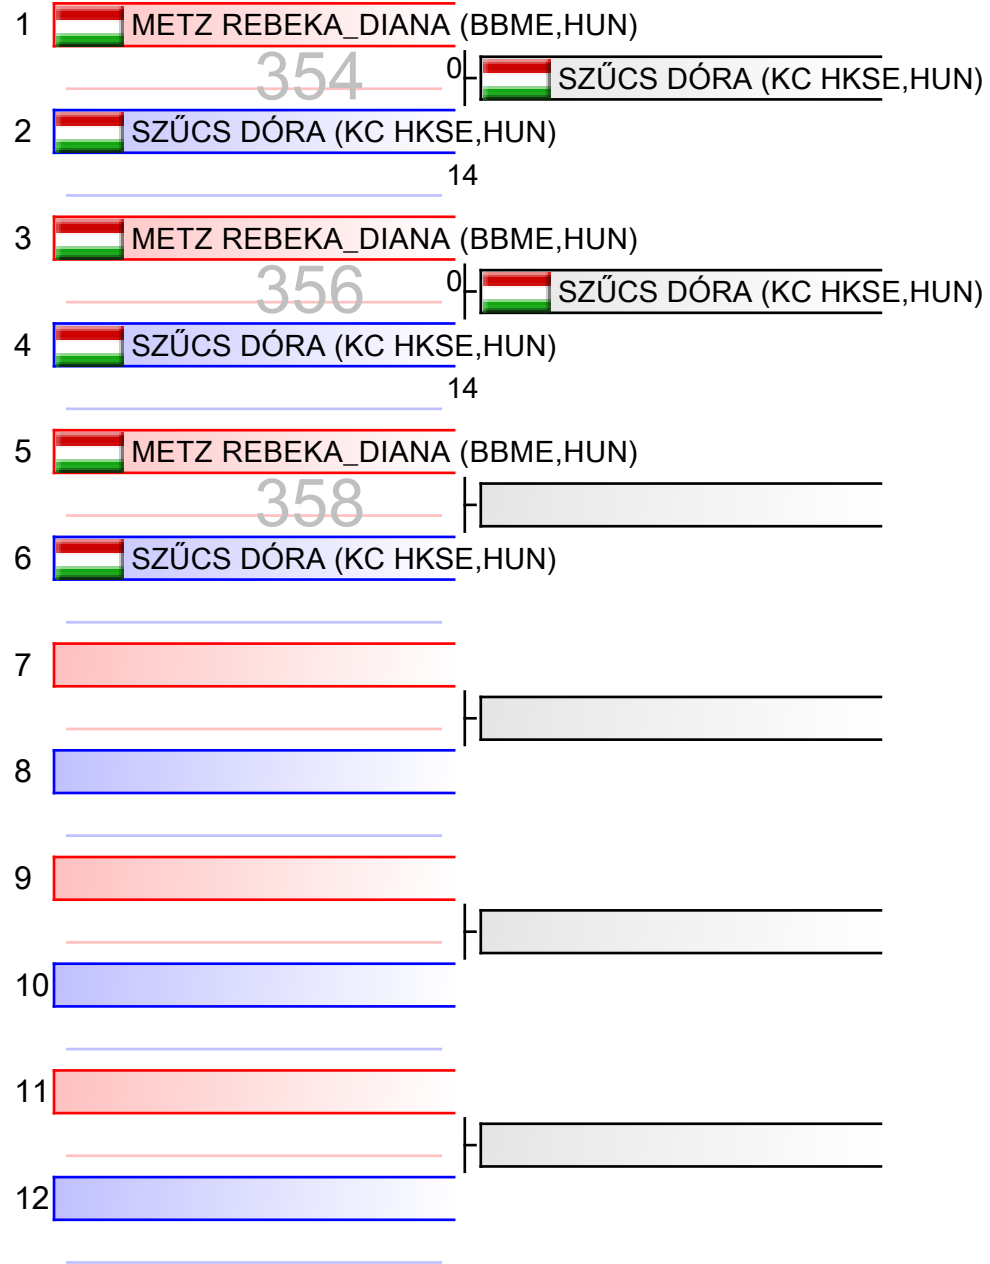 1 METZ REBEKA_DIANA (BBME,HUN)
354 0 SZŰCS DÓRA (KC HKSE,HUN)
2 SZŰCS DÓRA (KC HKSE,HUN)
14
3 METZ REBEKA_DIANA (BBME,HUN)
356 0 SZŰCS DÓRA (KC HKSE,HUN)
4 SZŰCS DÓRA (KC HKSE,HUN)
14
5 METZ REBEKA_DIANA (BBME,HUN)
358
6 SZŰCS DÓRA (KC HKSE,HUN)
7
8
9
10
11
12